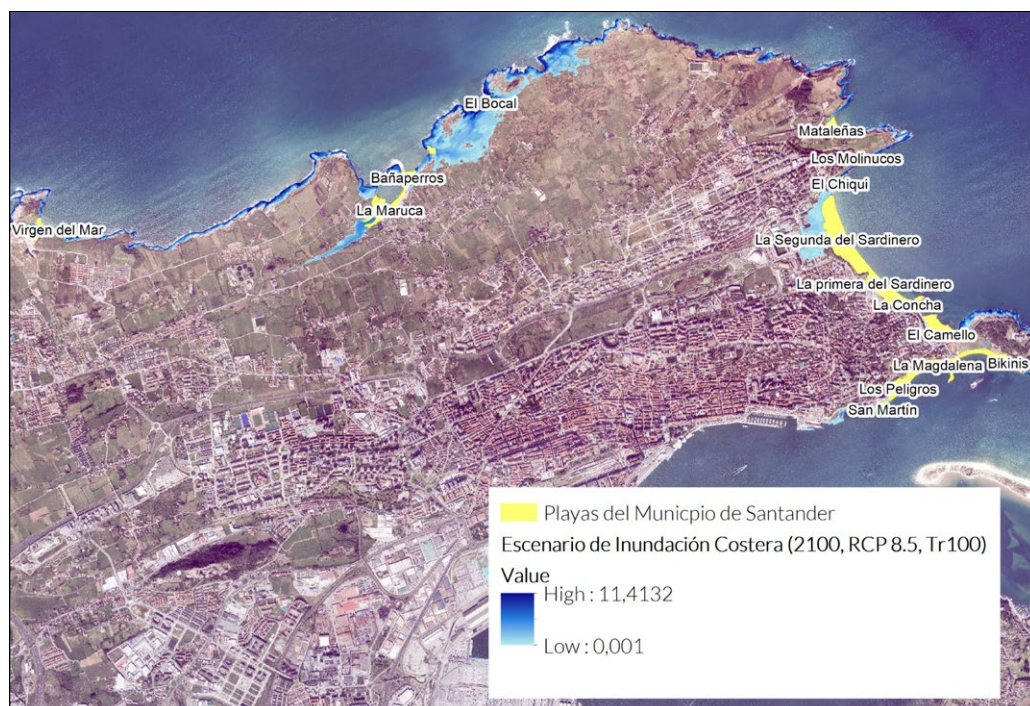 El Bocal
Mataleñas
Los Molinucos
Bañaperros
El Chiqui
La Maruca
Virgen del Mar
La Segunda del Sardinero
La primera del Sardinero
La Concha
El Camello
La Magdalena
Bikinis
Los Peligros
San Martín
Playas del Municpio de Santander
Escenario de Inundación Costera (2100, RCP 8.5, Tr100)
Value
High : 11,4132
Low : 0,001